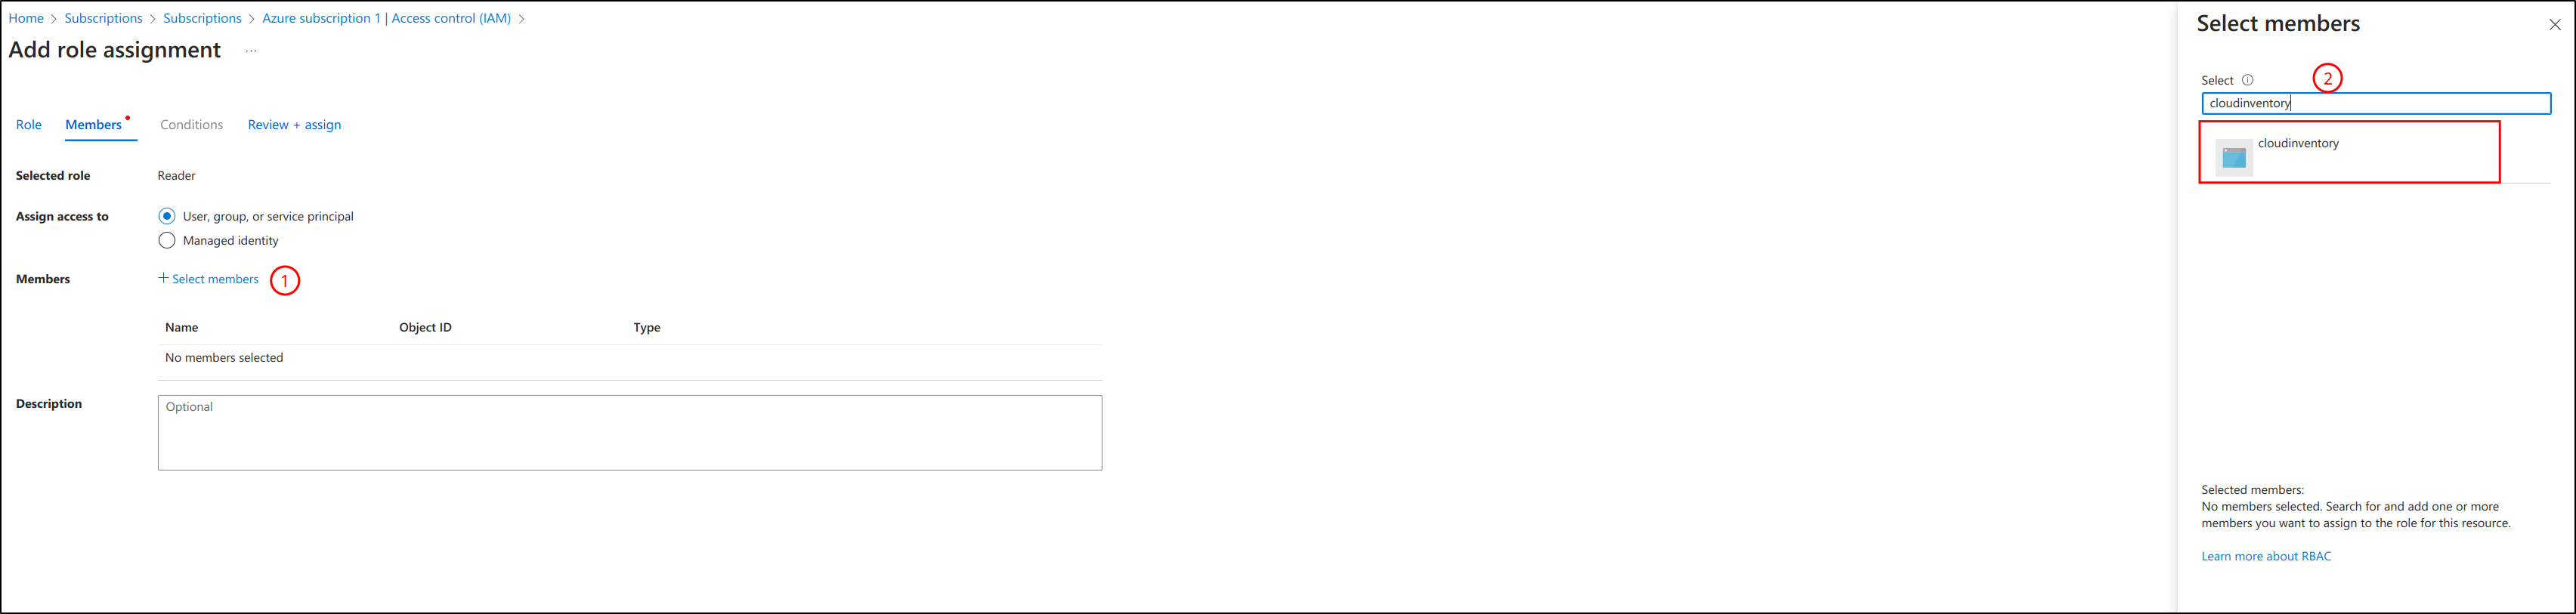 Home > Subscriptions > Subscriptions > Azure subscription 1 | Access control (IAM) >
Add role assignment ...
Role Members Conditions Review + assign
Selected role Reader
Assign access to User, group, or service principal
Managed identity
Members + Select members 1
Name Object ID Type
No members selected
Description Optional
Select members
Select 2
cloudinventory
cloudinventory
Selected members:
No members selected. Search for and add one or more
members you want to assign to the role for this resource.
Learn more about RBAC